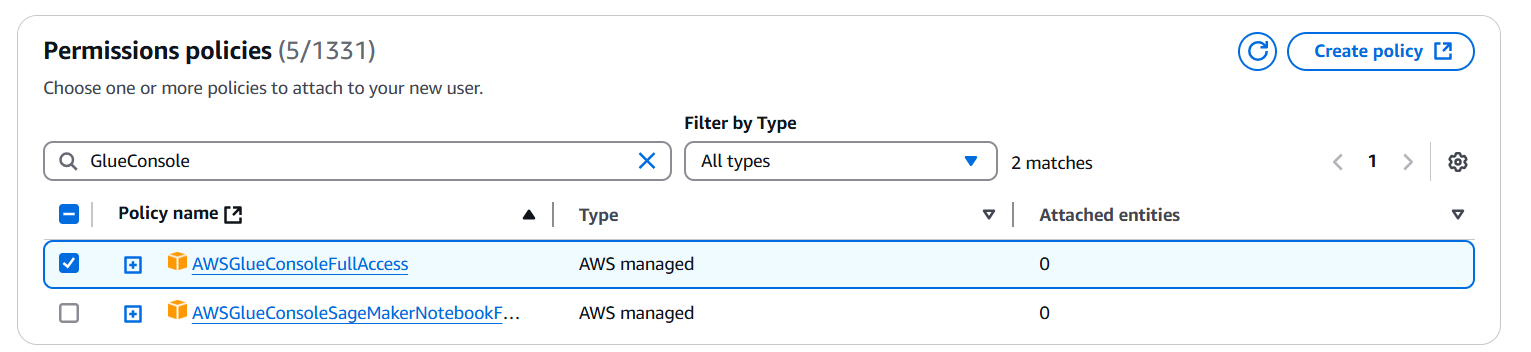 Permissions policies (5/1331)
Create policy
Choose one or more policies to attach to your new user.
Filter by Type
GlueConsole
All types
2 matches
1
Policy name
Type
Attached entities
AWSGlueConsoleFullAccess
AWS managed
0
AWSGlueConsoleSageMakerNotebookF...
AWS managed
0